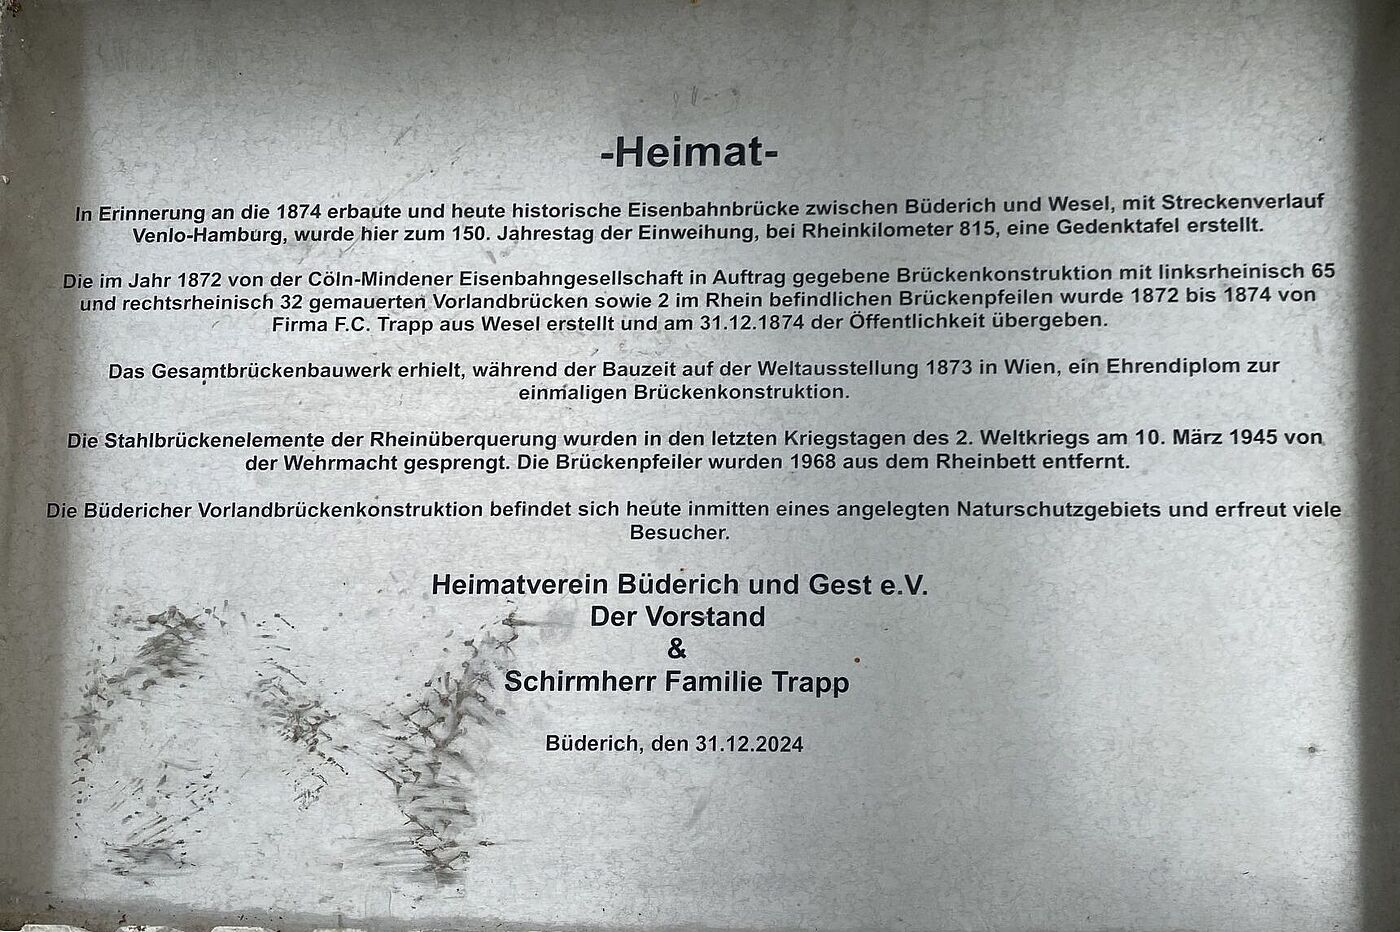 -Heimat-
In Erinnerung an die 1874 erbaute und heute historische Eisenbahnbrücke zwischen Büderich und Wesel, mit Streckenverlauf
Venlo-Hamburg, wurde hier zum 150. Jahrestag der Einweihung, bei Rheinkilometer 815, eine Gedenktafel erstellt.
Die im Jahr 1872 von der Cöln-Mindener Eisenbahngesellschaft in Auftrag gegebene Brückenkonstruktion mit linksrheinisch 65
und rechtsrheinisch 32 gemauerten Vorlandbrücken sowie 2 im Rhein befindlichen Brückenpfeilen wurde 1872 bis 1874 von
Firma F.C. Trapp aus Wesel erstellt und am 31.12.1874 der Öffentlichkeit übergeben.
Das Gesamtbrückenbauwerk erhielt, während der Bauzeit auf der Weltausstellung 1873 in Wien, ein Ehrendiplom zur
einmaligen Brückenkonstruktion.
Die Stahlbrückenelemente der Rheinüberquerung wurden in den letzten Kriegstagen des 2. Weltkriegs am 10. März 1945 von
der Wehrmacht gesprengt. Die Brückenpfeiler wurden 1968 aus dem Rheinbett entfernt.
Die Büdericher Vorlandbrückenkonstruktion befindet sich heute inmitten eines angelegten Naturschutzgebiets und erfreut viele
Besucher.
Heimatverein Büderich und Gest e.V.
Der Vorstand
&
Schirmherr Familie Trapp
Büderich, den 31.12.2024